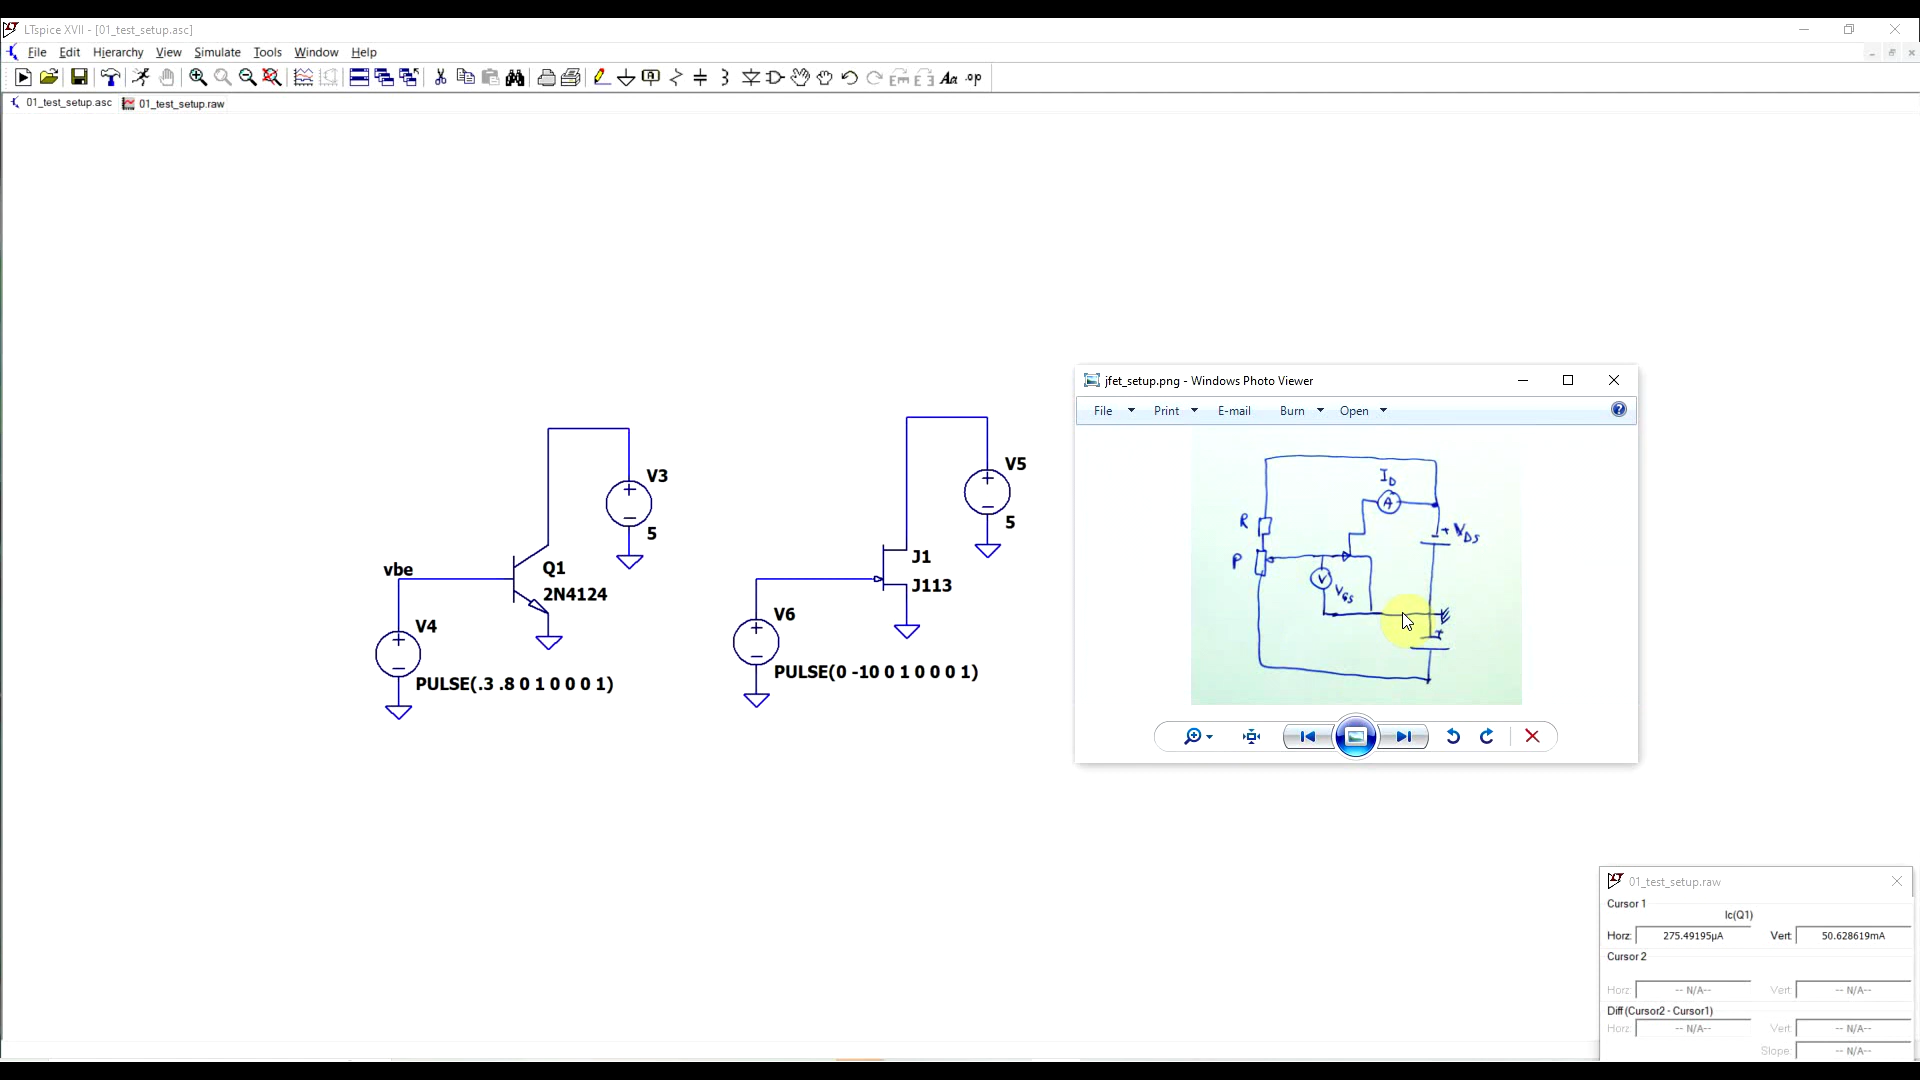 LTspice XVII - [01_test_setup.asc]
File Edit Hierarchy View Simulate Tools Window Help
01_test_setup.asc 01_test_setup.raw
vbe
V4
PULSE(.3 .8 0 1 0 0 0 1)
Q1
2N4124
V3
5
V6
PULSE(0 -10 0 1 0 0 0 1)
J1
J113
V5
5
jfet_setup.png - Windows Photo Viewer
File Print E-mail Burn Open
ID
A
R
P
V
VGS
+ VDS
01_test_setup.raw
Cursor 1
Ic(Q1)
Horz: 275.49195µA Vert: 50.628619mA
Cursor 2
Horz: -- N/A-- Vert: -- N/A--
Diff (Cursor2 - Cursor1)
Horz: -- N/A-- Vert: -- N/A--
Slope: -- N/A--